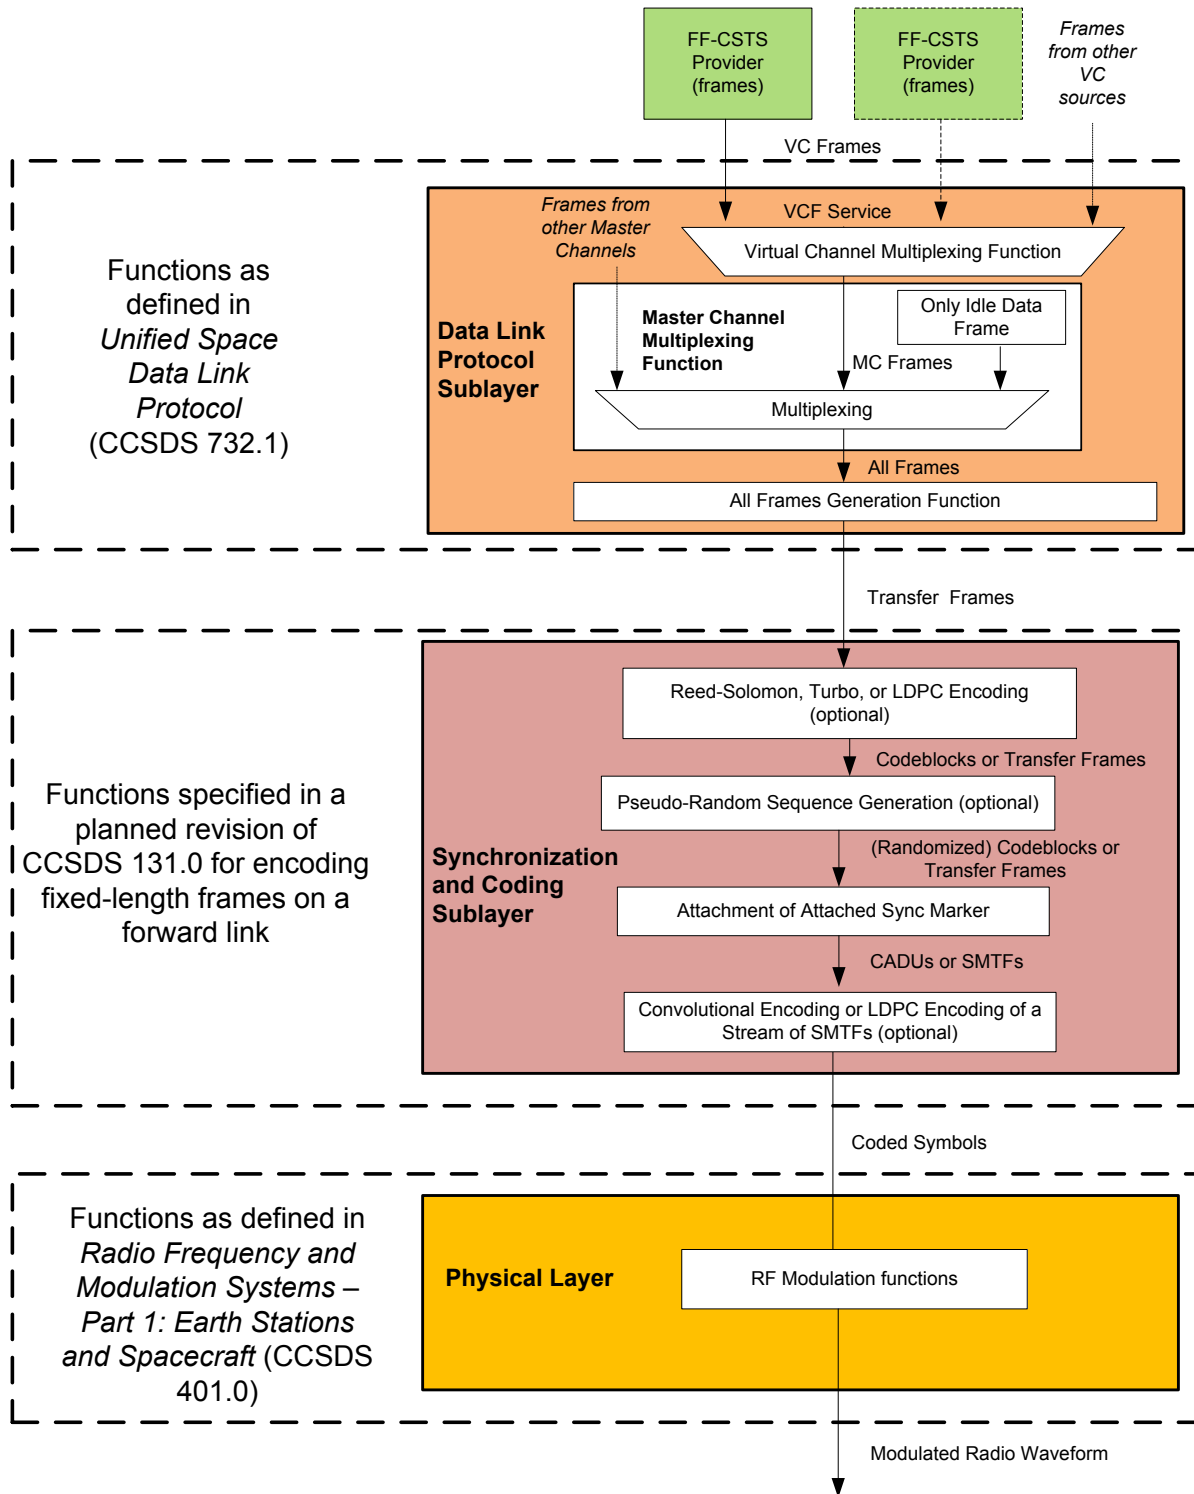 FF-CSTS
Provider
(frames)
FF-CSTS
Provider
(frames)
Frames
from other
VC
sources
VC Frames
Functions as
defined in
Unified Space
Data Link
Protocol
(CCSDS 732.1)
Data Link
Protocol
Sublayer
Frames from
other Master
Channels
VCF Service
Virtual Channel Multiplexing Function
Master Channel
Multiplexing
Function
Only Idle Data
Frame
MC Frames
Multiplexing
All Frames
All Frames Generation Function
Transfer Frames
Functions specified in a
planned revision of
CCSDS 131.0 for encoding
fixed-length frames on a
forward link
Synchronization
and Coding
Sublayer
Reed-Solomon, Turbo, or LDPC Encoding
(optional)
Codeblocks or Transfer Frames
Pseudo-Random Sequence Generation (optional)
(Randomized) Codeblocks or
Transfer Frames
Attachment of Attached Sync Marker
CADUs or SMTFs
Convolutional Encoding or LDPC Encoding of a
Stream of SMTFs (optional)
Coded Symbols
Functions as defined in
Radio Frequency and
Modulation Systems –
Part 1: Earth Stations
and Spacecraft (CCSDS
401.0)
Physical Layer
RF Modulation functions
Modulated Radio Waveform